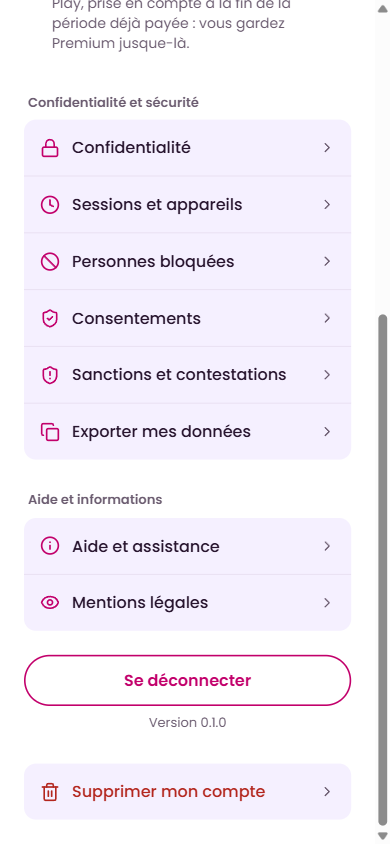 Play, prise en compte à la fin de la
période déjà payée : vous gardez
Premium jusque-là.
Confidentialité et sécurité
Confidentialité
Sessions et appareils
Personnes bloquées
Consentements
Sanctions et contestations
Exporter mes données
Aide et informations
Aide et assistance
Mentions légales
Se déconnecter
Version 0.1.0
Supprimer mon compte